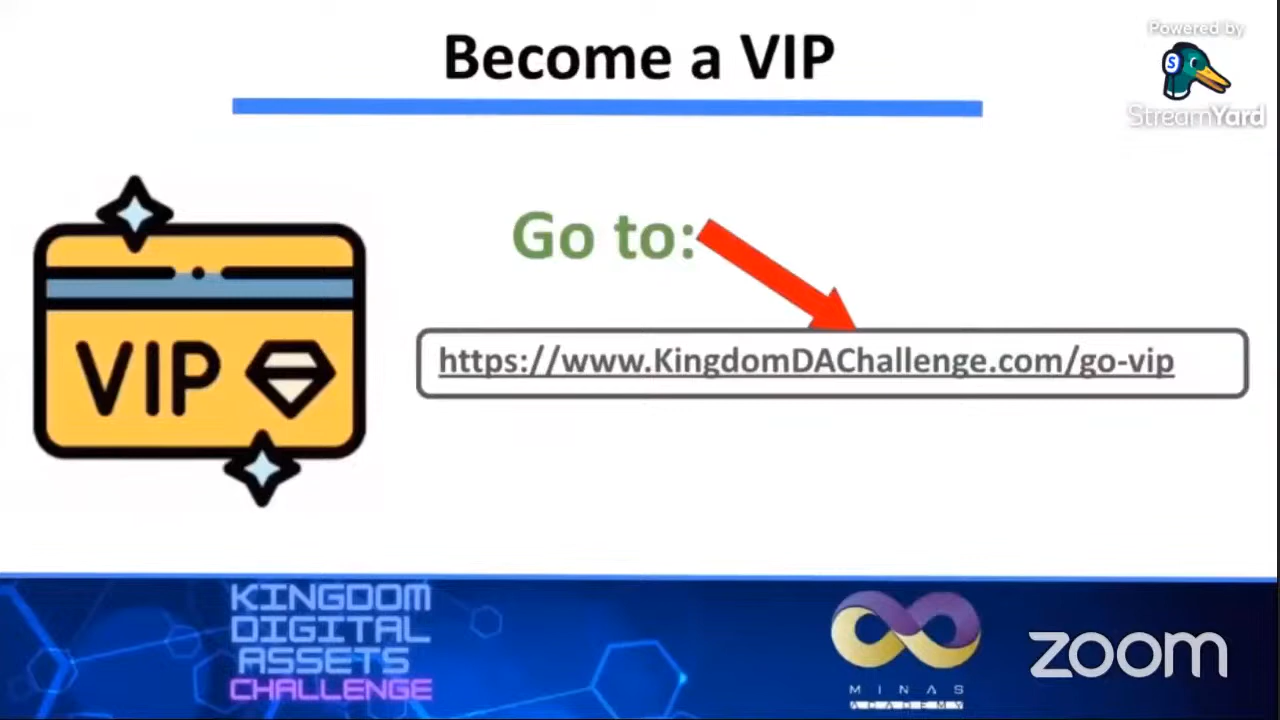 Become a VIP
Powered by
StreamYard
Go to:
https://www.KingdomDAChallenge.com/go-vip
VIP
KINGDOM
DIGITAL
ASSETS
CHALLENGE
MINAS
ACADEMY
zoom